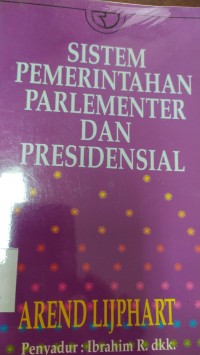 SISTEM
PEMERINTAHAN
PARLEMENTER
DAN
PRESIDENSIAL
AREND LIJPHART
Penyadur : Ibrahim R. dkk.